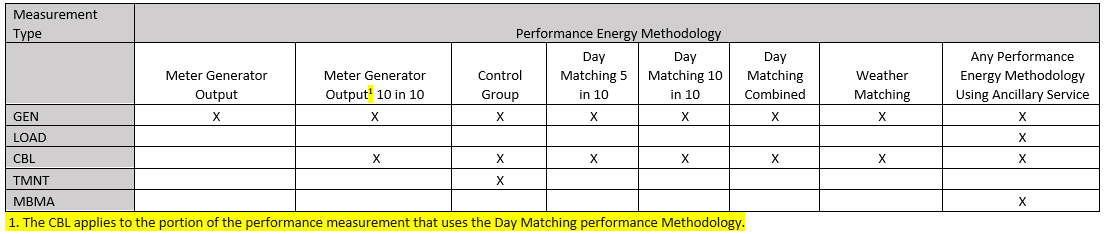 Measurement Type Performance Energy Methodology
Meter Generator Output Meter Generator Output¹ 10 in 10 Control Group Day Matching 5 in 10 Day Matching 10 in 10 Day Matching Combined Weather Matching Any Performance Energy Methodology Using Ancillary Service
GEN X X X X X X X X
LOAD X
CBL X X X X X X X
TMNT X
MBMA X
1. The CBL applies to the portion of the performance measurement that uses the Day Matching performance Methodology.